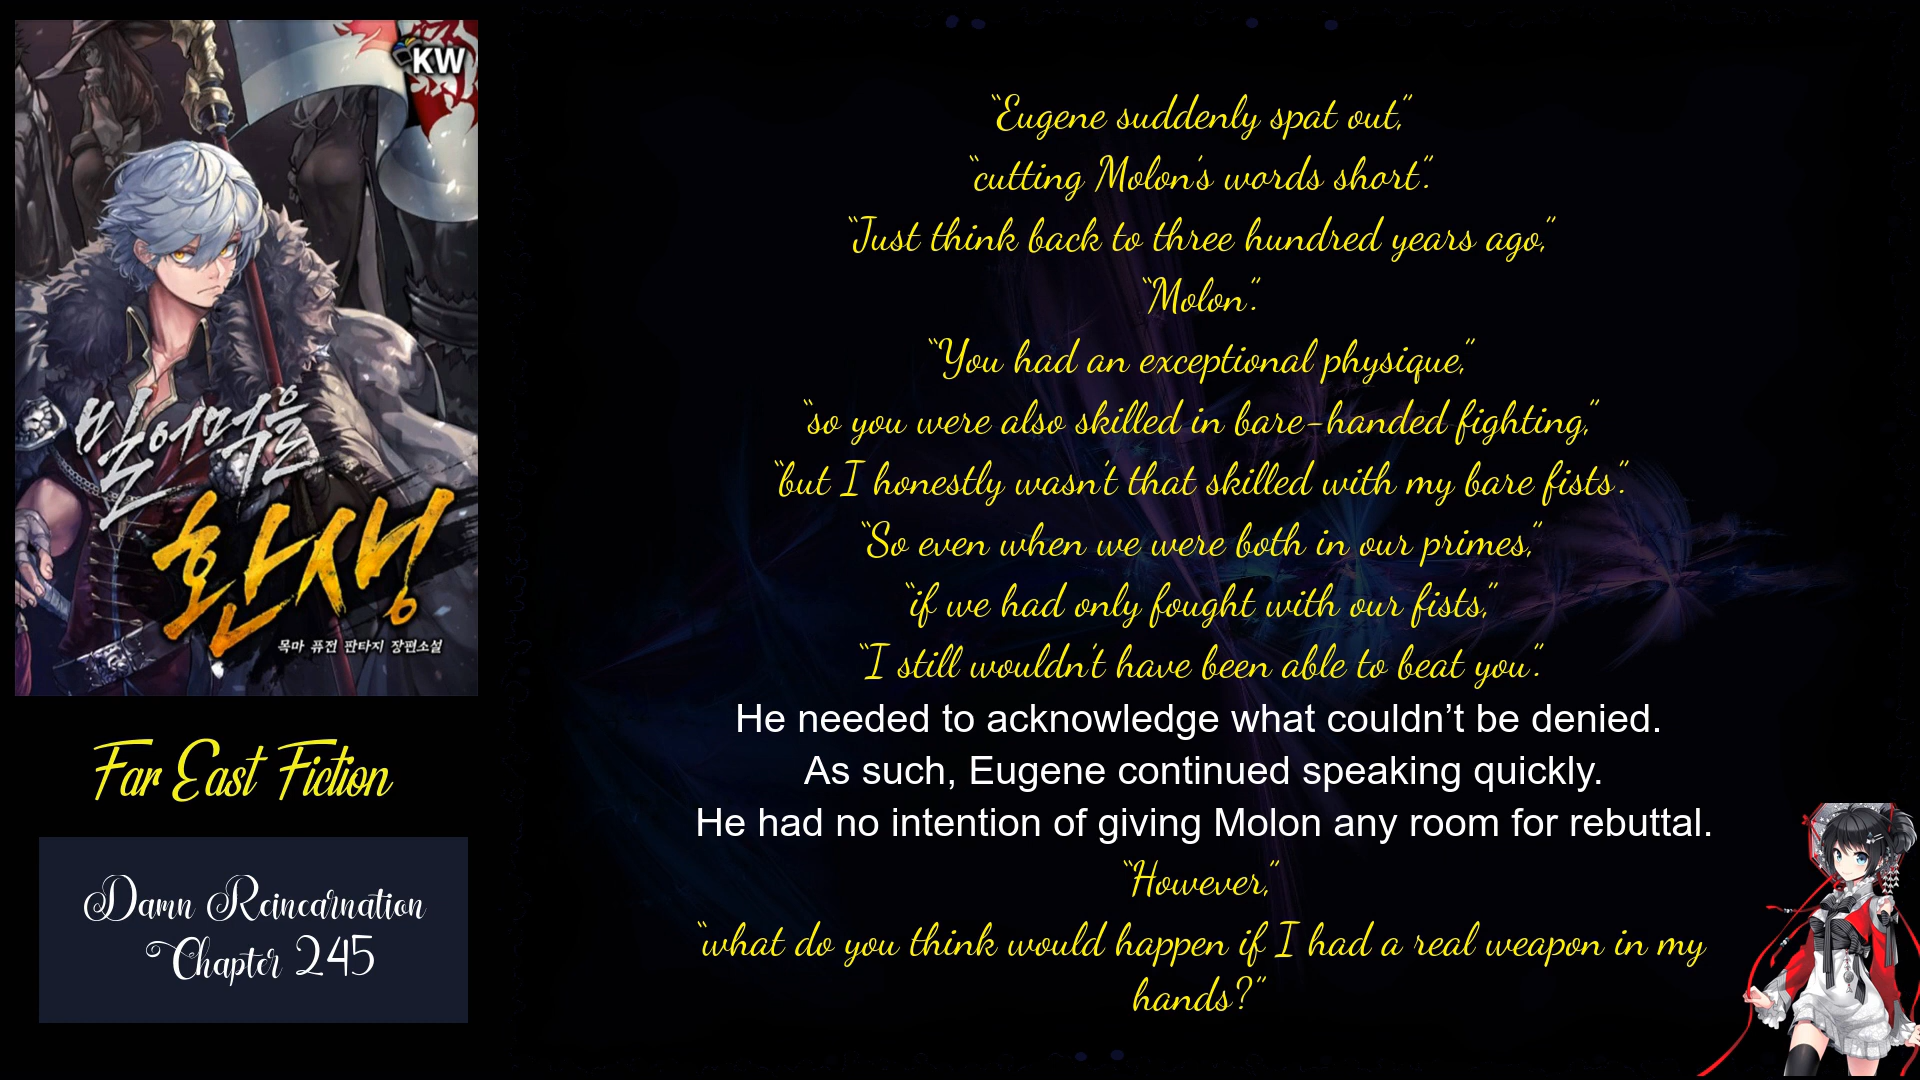 KW
빌어먹을
환생
목마 퓨전 판타지 장편소설
Far East Fiction
Damn Reincarnation
Chapter 245
“Eugene suddenly spat out,”
“cutting Molon’s words short”.
“Just think back to three hundred years ago,”
“Molon”.
“You had an exceptional physique,”
“so you were also skilled in bare-handed fighting,”
“but I honestly wasn’t that skilled with my bare fists”.
“So even when we were both in our primes,”
“if we had only fought with our fists,”
“I still wouldn’t have been able to beat you”.
He needed to acknowledge what couldn’t be denied.
As such, Eugene continued speaking quickly.
He had no intention of giving Molon any room for rebuttal.
“However,”
“what do you think would happen if I had a real weapon in my
hands?”